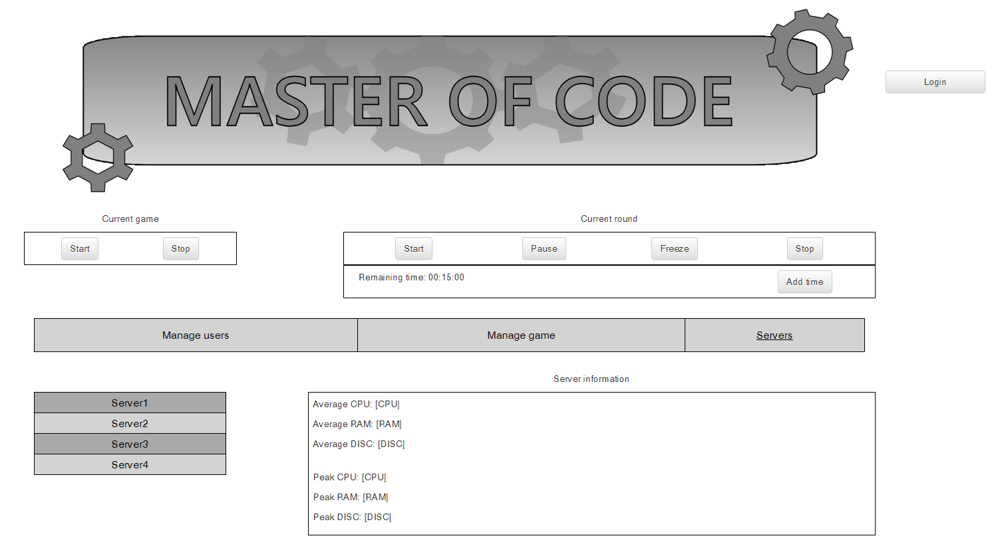 MASTER OF CODE
Login
Current game
Current round
Start Stop
Start Pause Freeze Stop
Remaining time: 00:15:00
Add time
Manage users Manage game Servers
Server information
Server1
Server2
Server3
Server4
Average CPU: [CPU]
Average RAM: [RAM]
Average DISC: [DISC]
Peak CPU: [CPU]
Peak RAM: [RAM]
Peak DISC: [DISC]